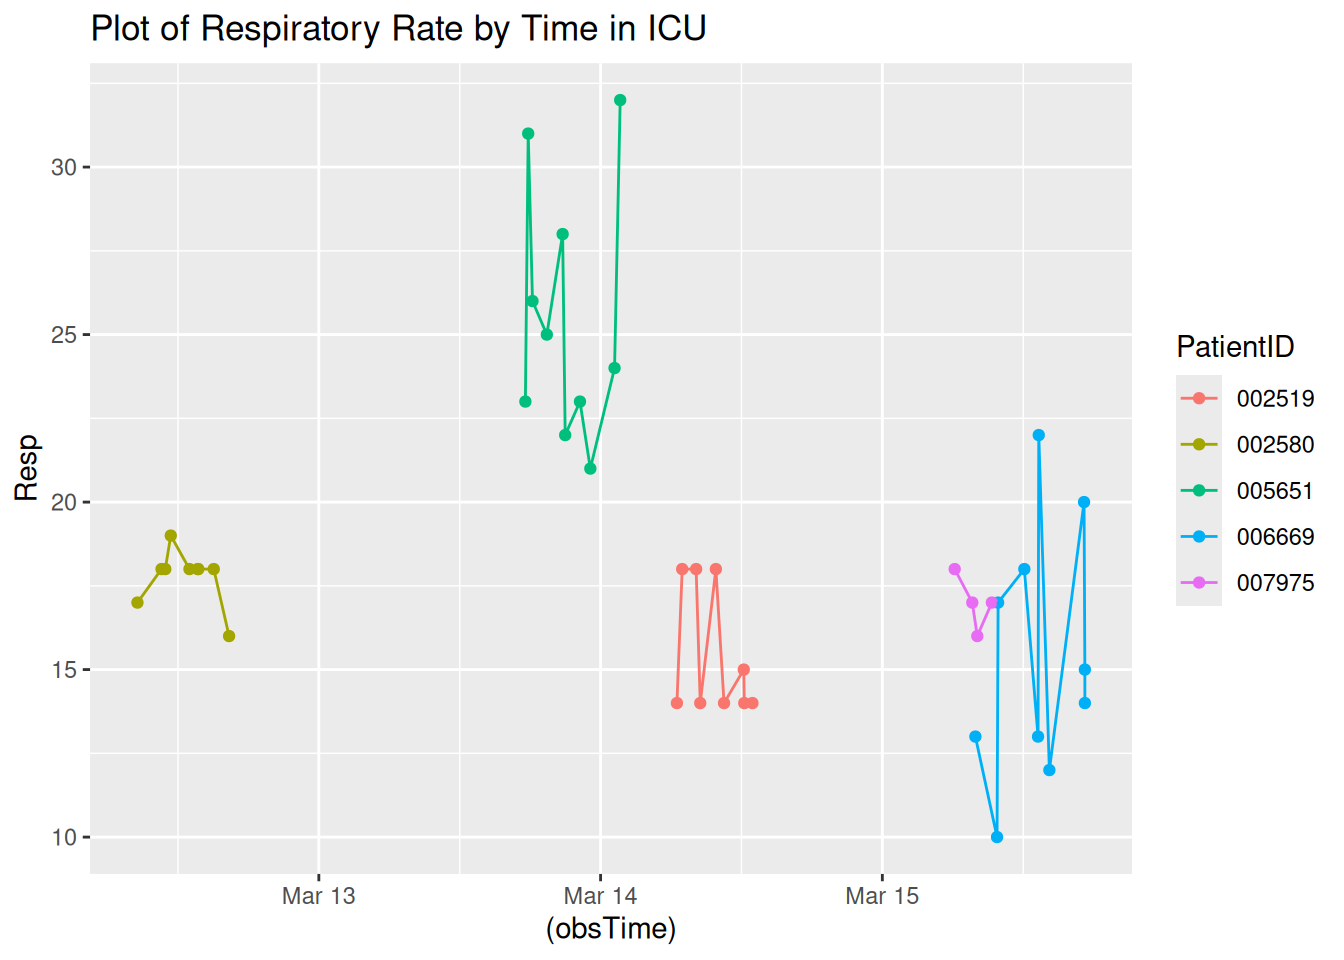 Plot of Respiratory Rate by Time in ICU
30
25
20
15
10
Resp
Mar 13
Mar 14
Mar 15
(obsTime)
PatientID
002519
002580
005651
006669
007975